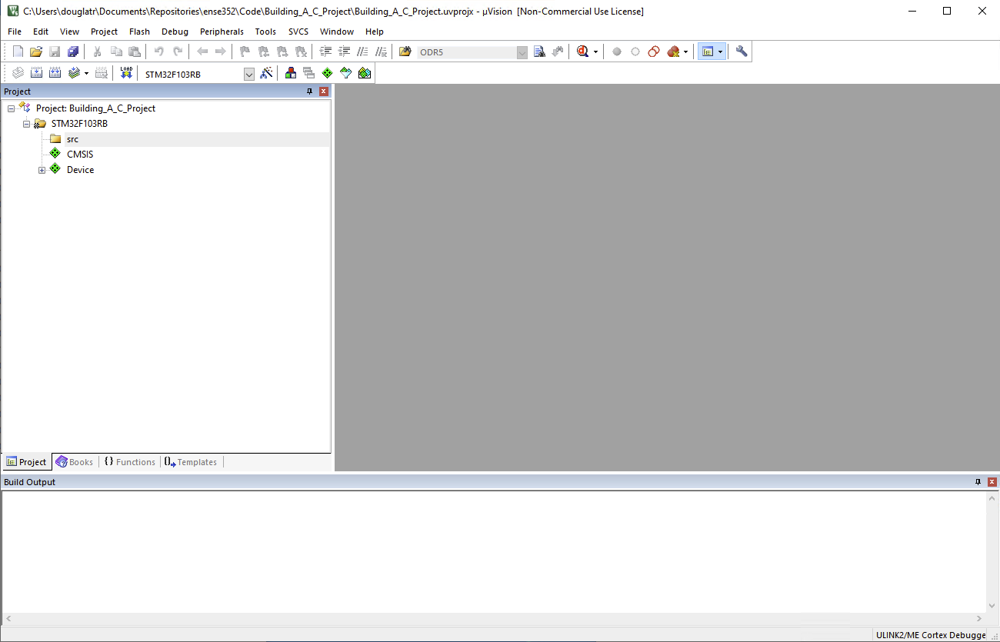 C:\Users\douglatr\Documents\Repositories\ense352\Code\Building_A_C_Project\Building_A_C_Project.uvprojx - µVision [Non-Commercial Use License]
File Edit View Project Flash Debug Peripherals Tools SVCS Window Help
ODR5
LOAD STM32F103RB
Project
Project: Building_A_C_Project
STM32F103RB
src
CMSIS
Device
Project Books {} Functions Templates
Build Output
ULINK2/ME Cortex Debugge